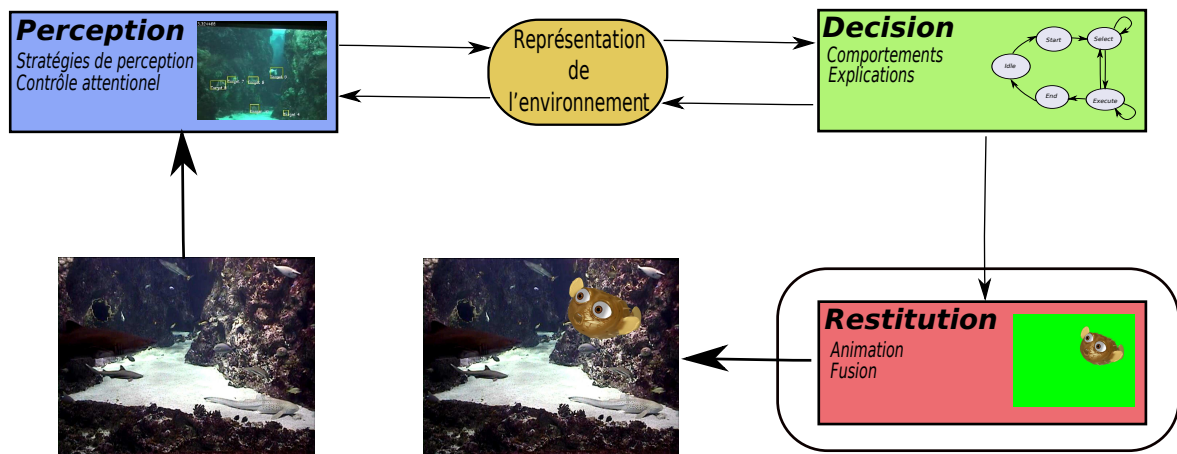 Perception
Stratégies de perception
Contrôle attentionel
Représentation
de
l'environnement
Decision
Comportements
Explications
Start
Select
Idle
End
Execute
Restitution
Animation
Fusion